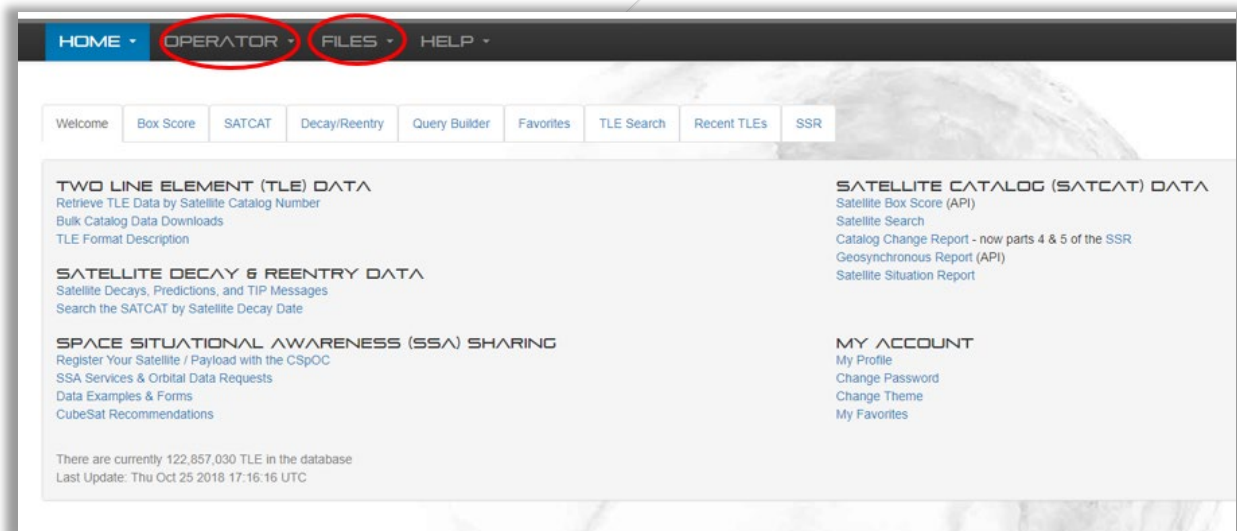 HOME OPERATOR FILES HELP
Welcome Box Score SATCAT Decay/Reentry Query Builder Favorites TLE Search Recent TLEs SSR
TWO LINE ELEMENT (TLE) DATA
Retrieve TLE Data by Satellite Catalog Number
Bulk Catalog Data Downloads
TLE Format Description
SATELLITE DECAY & REENTRY DATA
Satellite Decays, Predictions, and TIP Messages
Search the SATCAT by Satellite Decay Date
SPACE SITUATIONAL AWARENESS (SSA) SHARING
Register Your Satellite / Payload with the CSpOC
SSA Services & Orbital Data Requests
Data Examples & Forms
CubeSat Recommendations
There are currently 122,857,030 TLE in the database
Last Update: Thu Oct 25 2018 17:16:16 UTC
SATELLITE CATALOG (SATCAT) DATA
Satellite Box Score (API)
Satellite Search
Catalog Change Report - now parts 4 & 5 of the SSR
Geosynchronous Report (API)
Satellite Situation Report
MY ACCOUNT
My Profile
Change Password
Change Theme
My Favorites